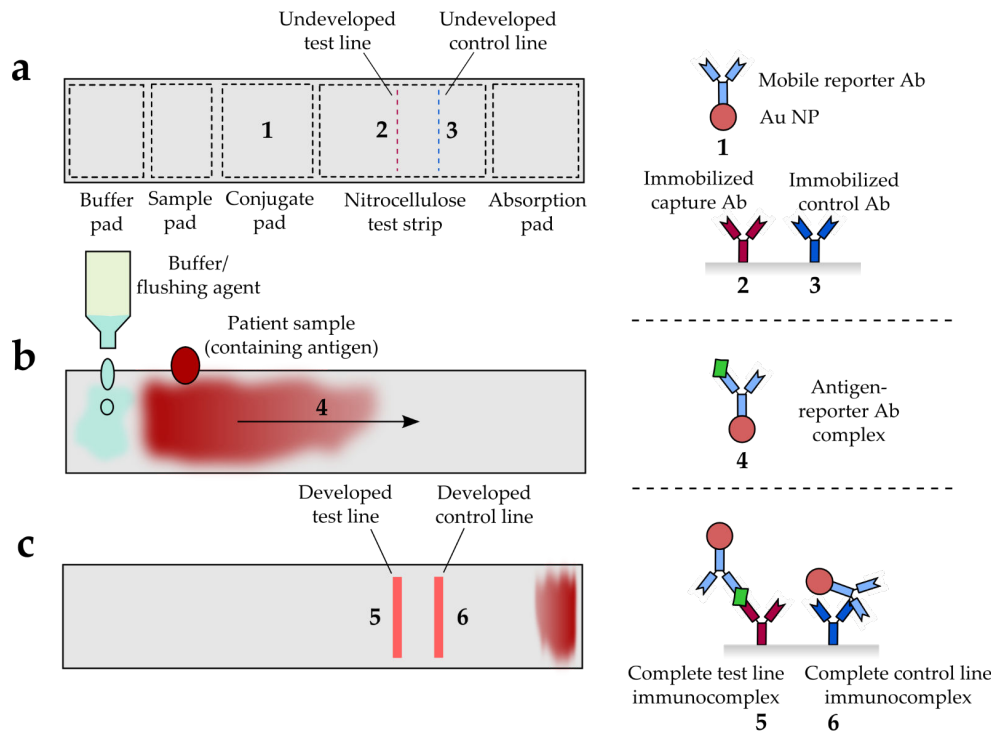 Undeveloped
test line
Undeveloped
control line
a
1
2
3
Buffer
pad
Sample
pad
Conjugate
pad
Nitrocellulose
test strip
Absorption
pad
Mobile reporter Ab
Au NP
1
Immobilized
capture Ab
Immobilized
control Ab
2
3
Buffer/
flushing agent
Patient sample
(containing antigen)
b
4
Antigen-
reporter Ab
complex
4
Developed
test line
Developed
control line
c
5
6
Complete test line
immunocomplex
5
Complete control line
immunocomplex
6